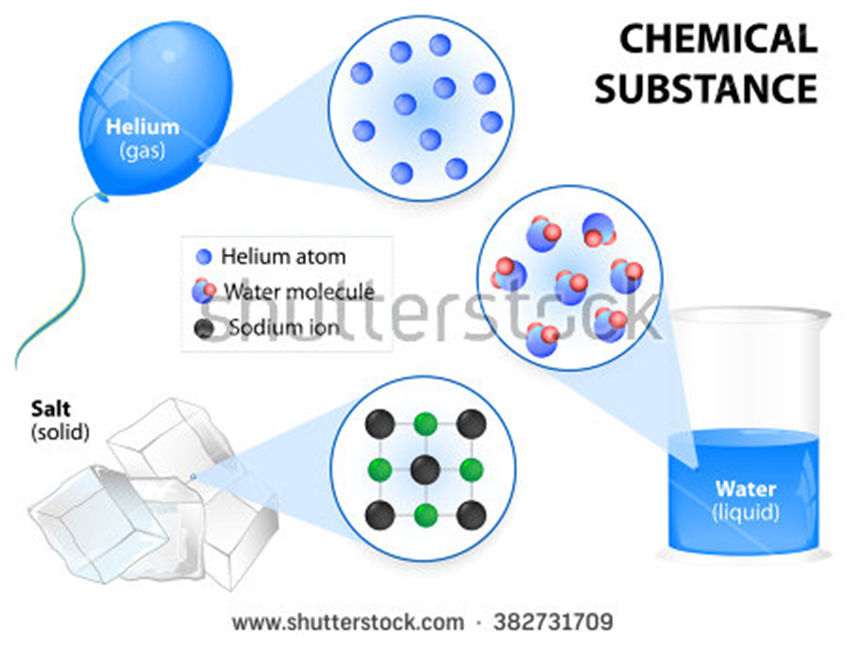 CHEMICAL
SUBSTANCE
Helium
(gas)
Helium atom
Water molecule
Sodium ion
shutterstock
Salt
(solid)
Water
(liquid)
www.shutterstock.com · 382731709